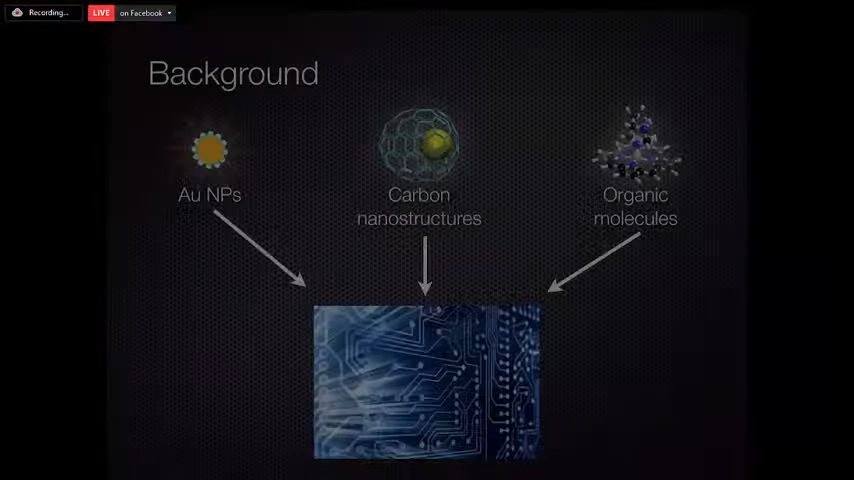 Recording...
LIVE on Facebook
Background
Au NPs
Carbon
nanostructures
Organic
molecules